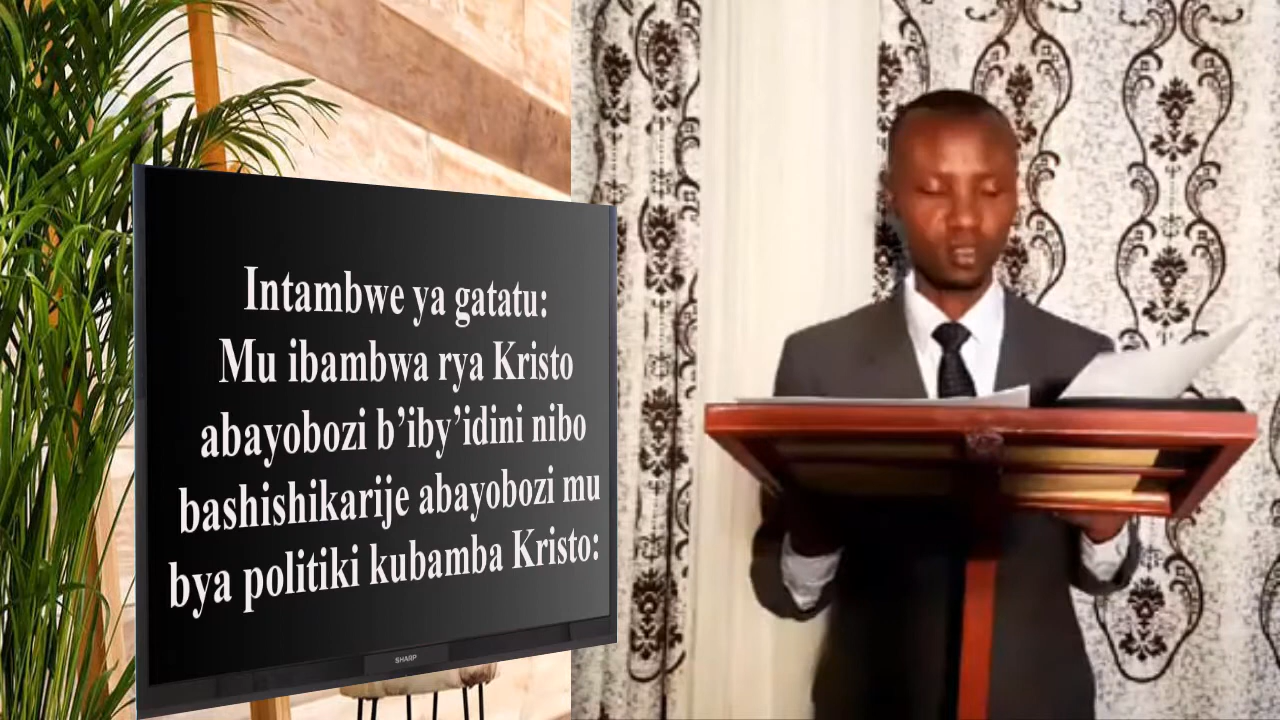 Intambwe ya gatatu:
Mu ibambwa rya Kristo
abayobozi b’iby’idini nibo
bashishikarije abayobozi mu
bya politiki kubamba Kristo:
SHARP